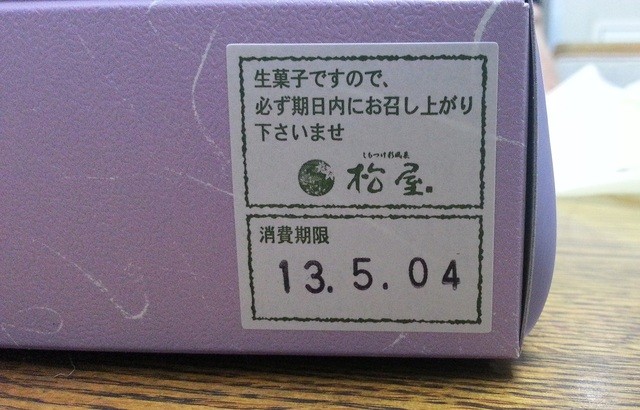 生菓子ですので、
必ず期日内にお召し上がり
下さいませ
松屋
消費期限
13.5.04